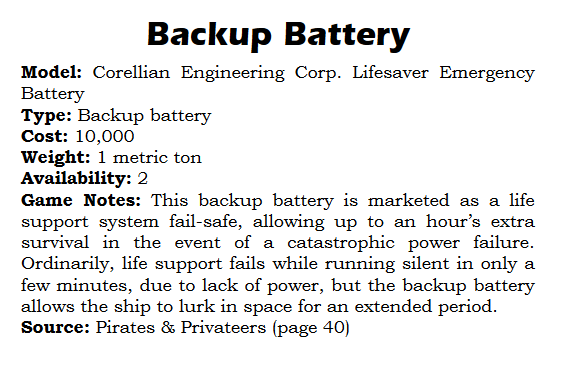 Backup Battery
Model: Corellian Engineering Corp. Lifesaver Emergency
Battery
Type: Backup battery
Cost: 10,000
Weight: 1 metric ton
Availability: 2
Game Notes: This backup battery is marketed as a life
support system fail-safe, allowing up to an hour's extra
survival in the event of a catastrophic power failure.
Ordinarily, life support fails while running silent in only a
few minutes, due to lack of power, but the backup battery
allows the ship to lurk in space for an extended period.
Source: Pirates & Privateers (page 40)